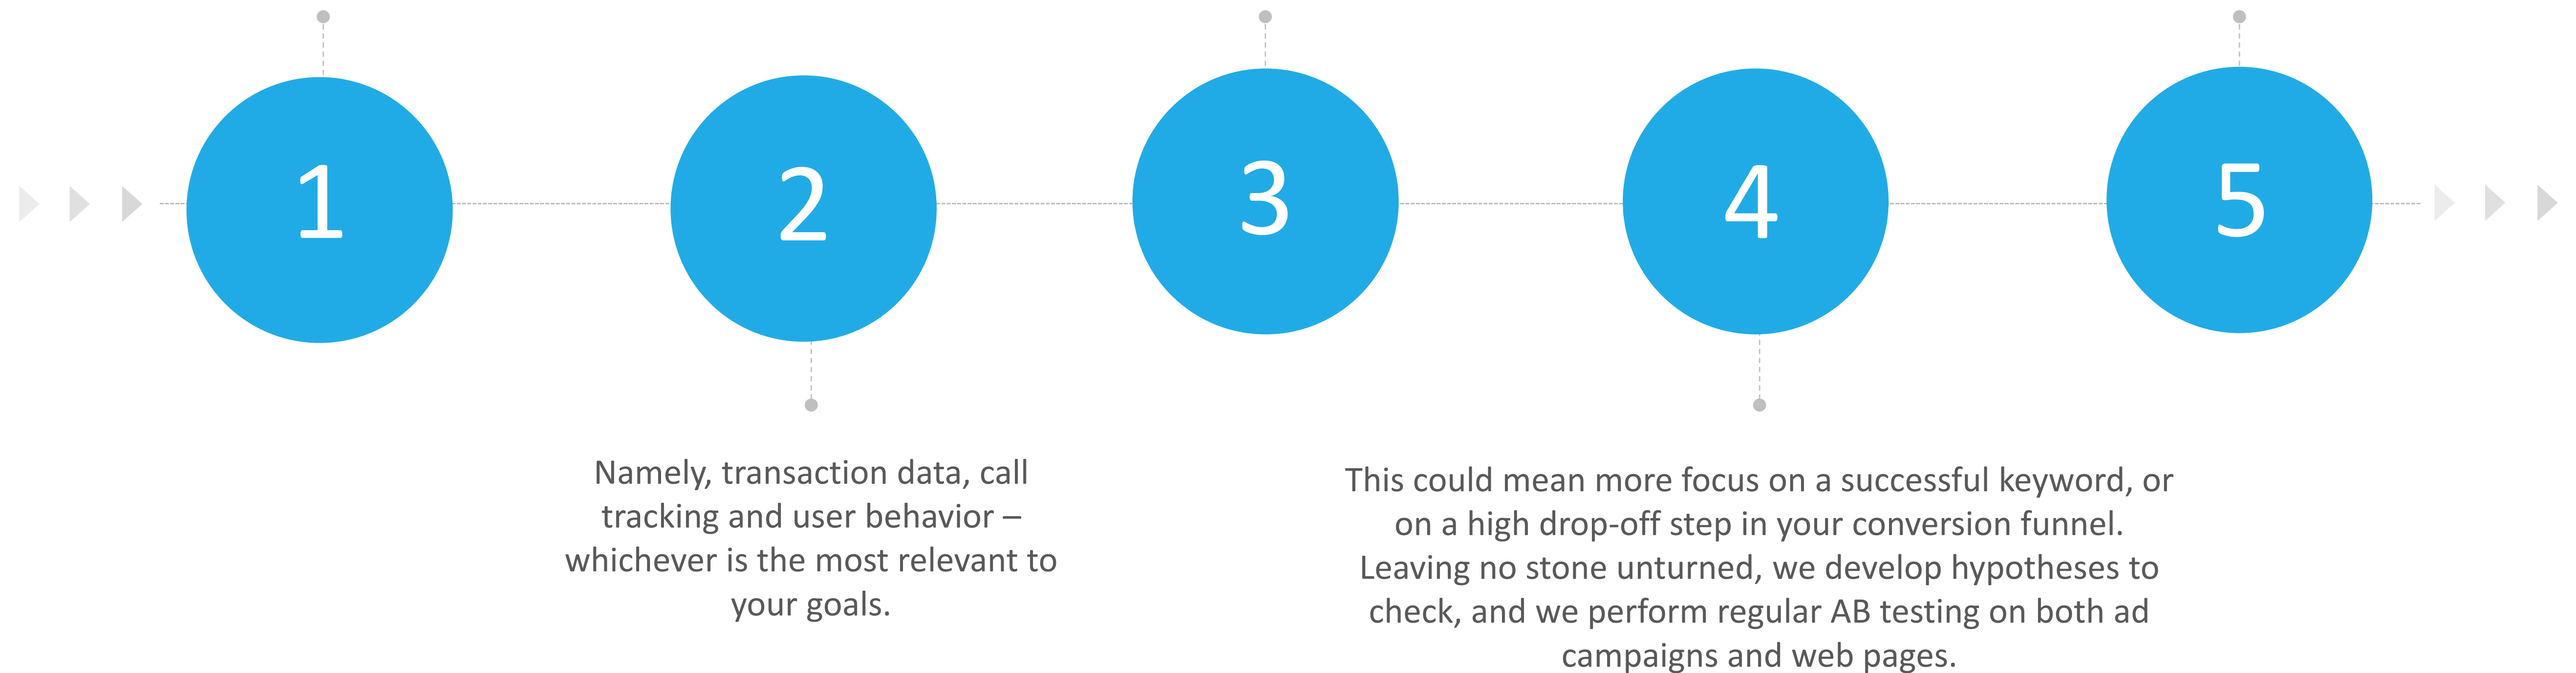 1
2
3
4
5
Namely, transaction data, call
tracking and user behavior –
whichever is the most relevant to
your goals.
This could mean more focus on a successful keyword, or
on a high drop-off step in your conversion funnel.
Leaving no stone unturned, we develop hypotheses to
check, and we perform regular AB testing on both ad
campaigns and web pages.